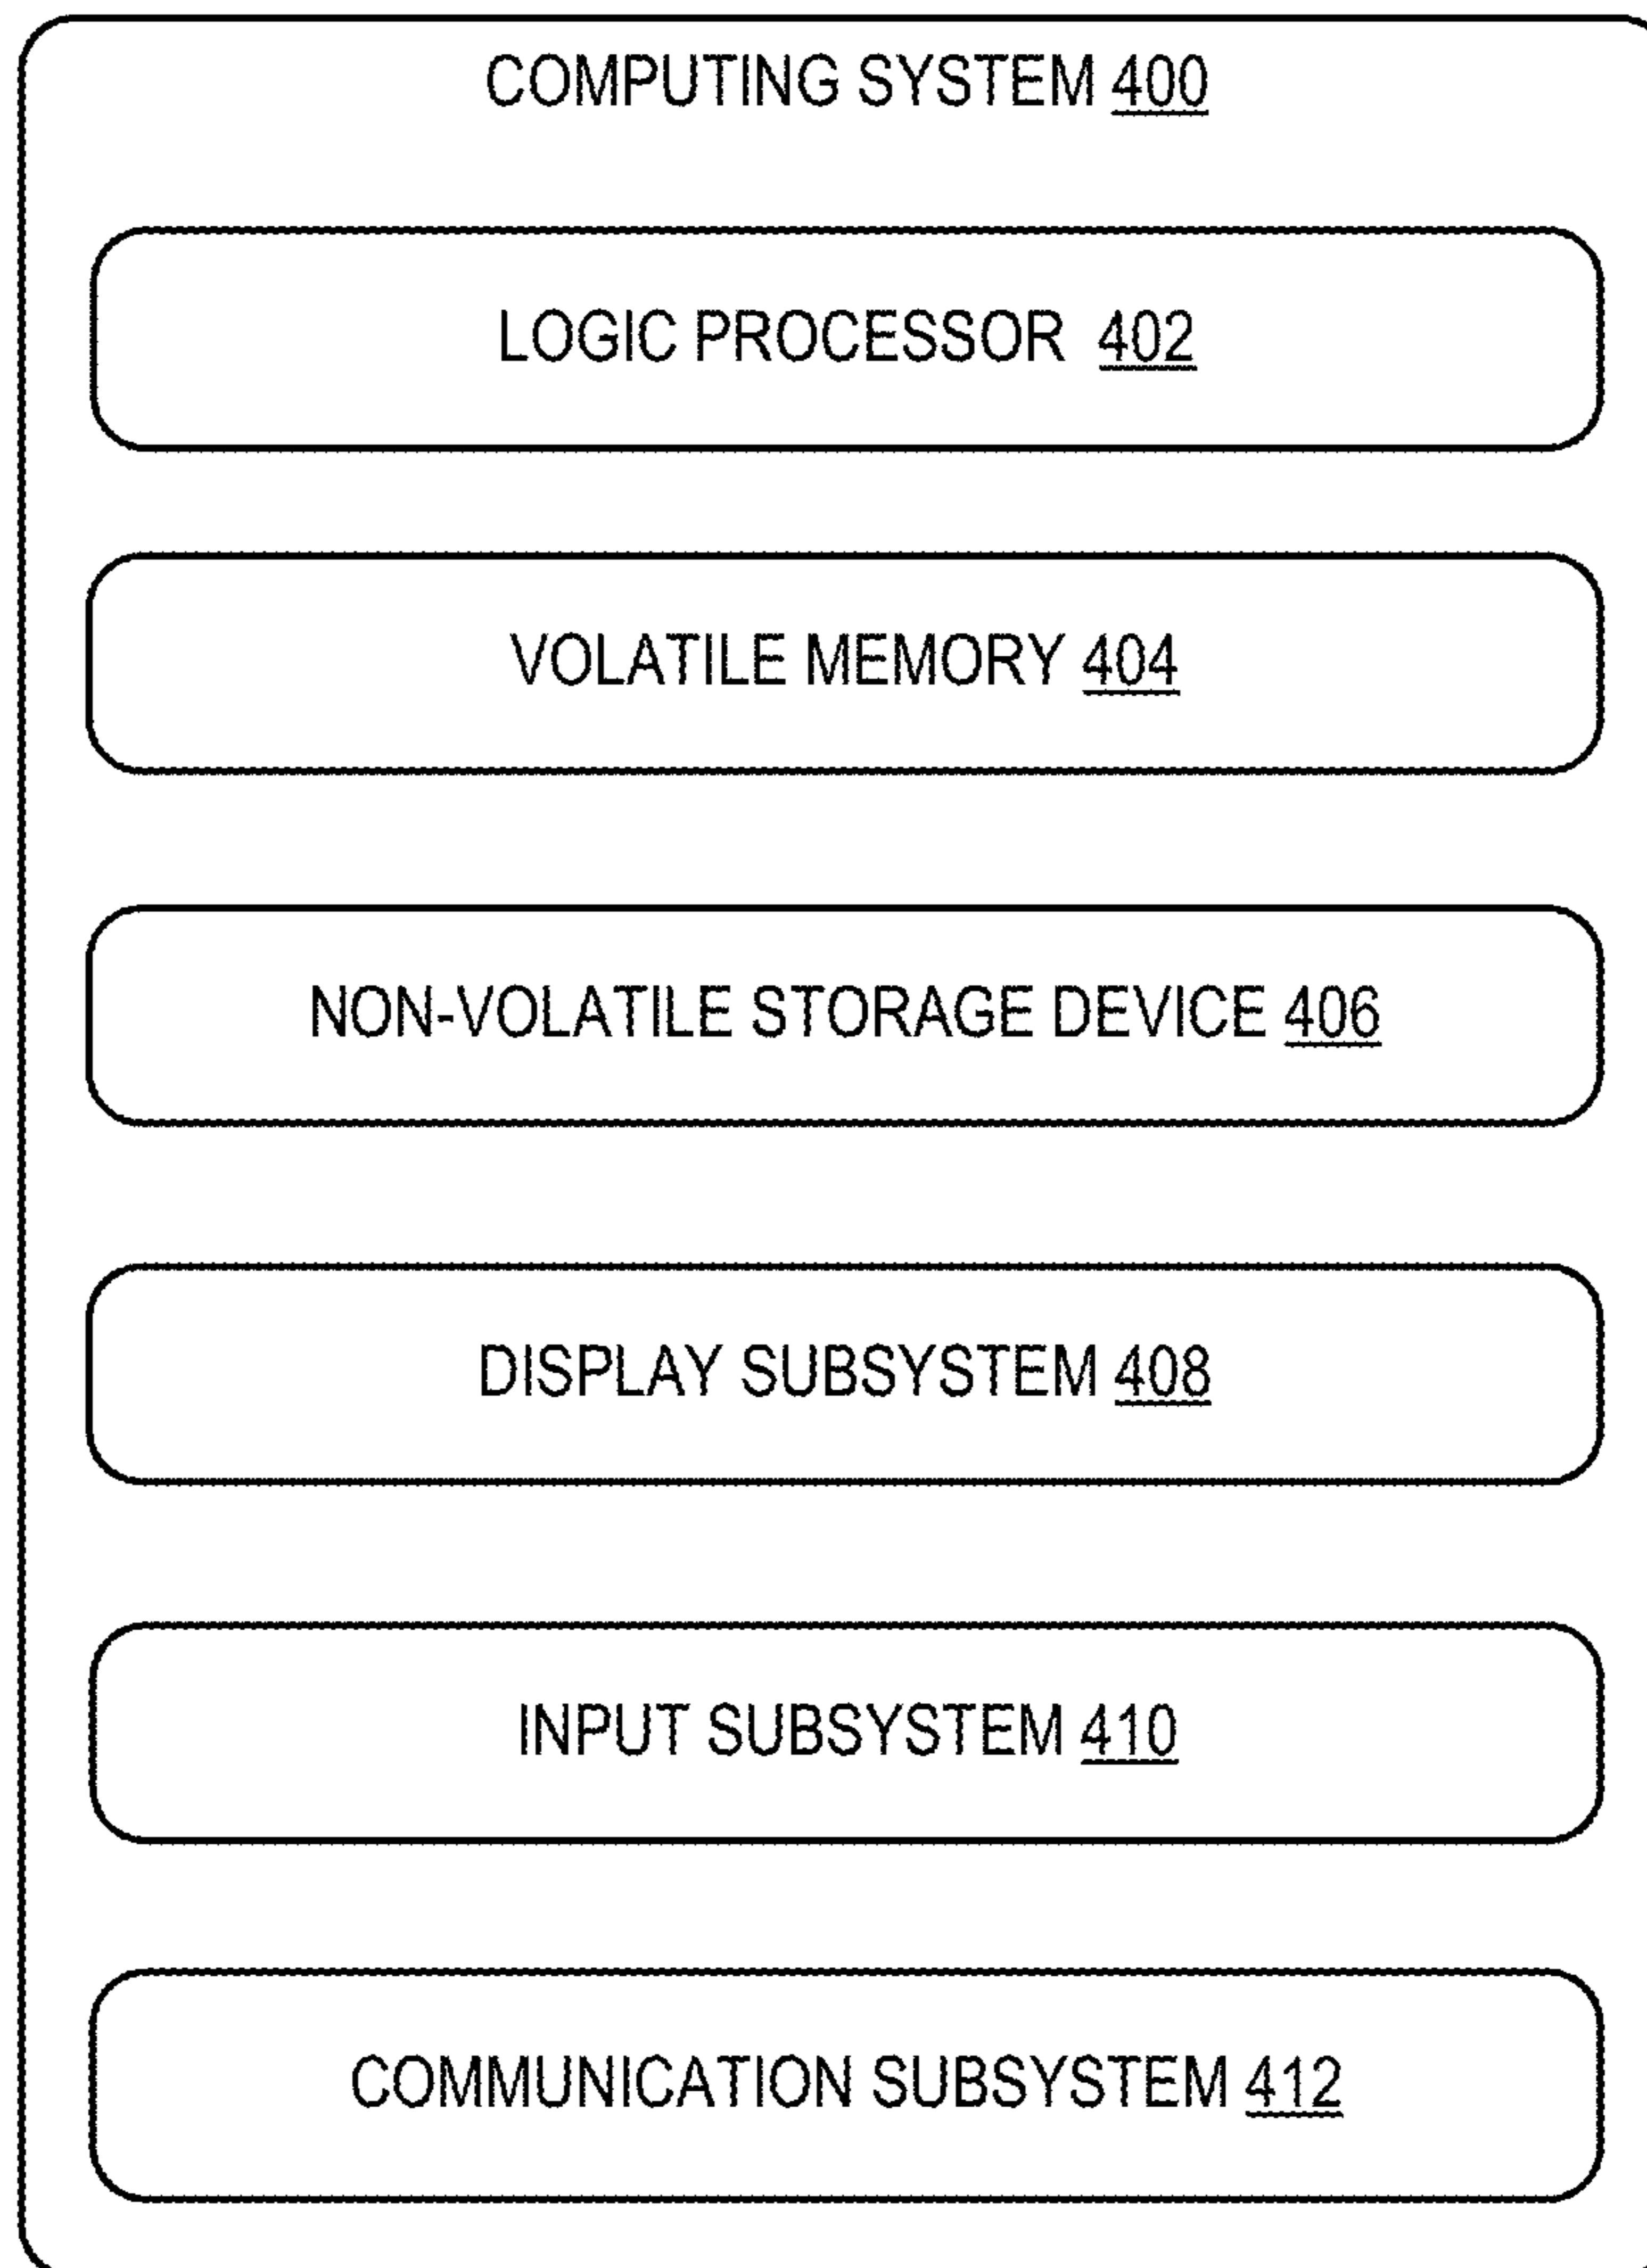 COMPUTING SYSTEM 400
LOGIC PROCESSOR 402
VOLATILE MEMORY 404
NON-VOLATILE STORAGE DEVICE 406
DISPLAY SUBSYSTEM 408
INPUT SUBSYSTEM 410
COMMUNICATION SUBSYSTEM 412